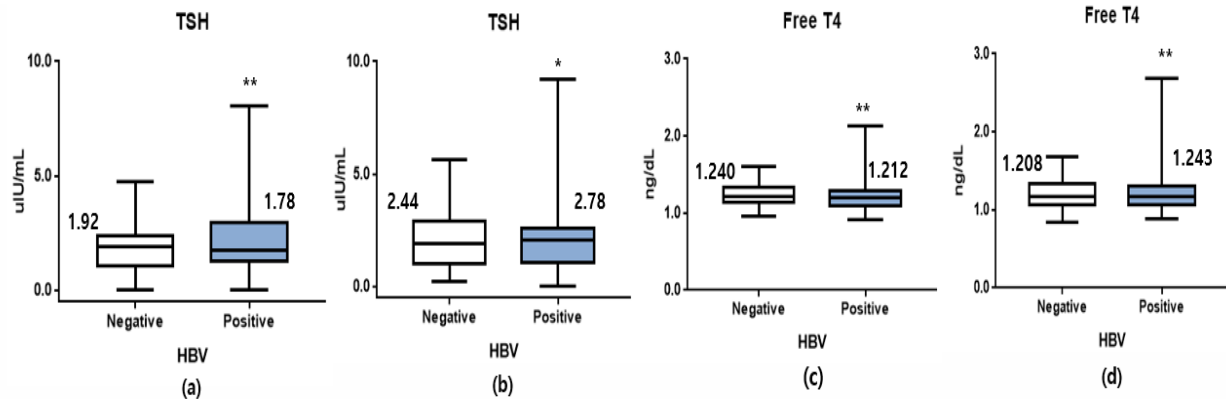 TSH
10.0
5.0
0.0
uIU/mL
1.92
**
1.78
Negative
Positive
HBV
(a)
TSH
10.0
5.0
0.0
uIU/mL
2.44
*
2.78
Negative
Positive
HBV
(b)
Free T4
3.0
2.0
1.0
0.0
ng/dL
1.240
**
1.212
Negative
Positive
HBV
(c)
Free T4
3.0
2.0
1.0
0.0
ng/dL
1.208
**
1.243
Negative
Positive
HBV
(d)